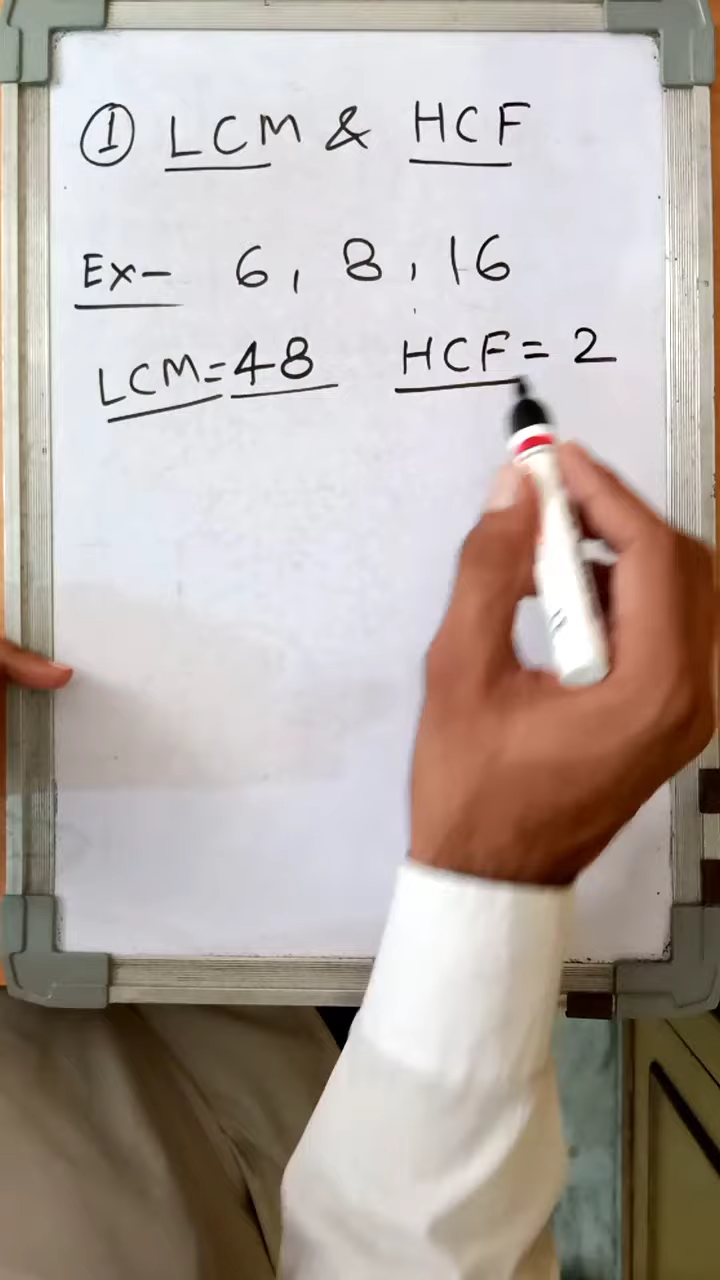 ① LCM & HCF
Ex- 6, 8, 16
LCM=48 HCF= 2